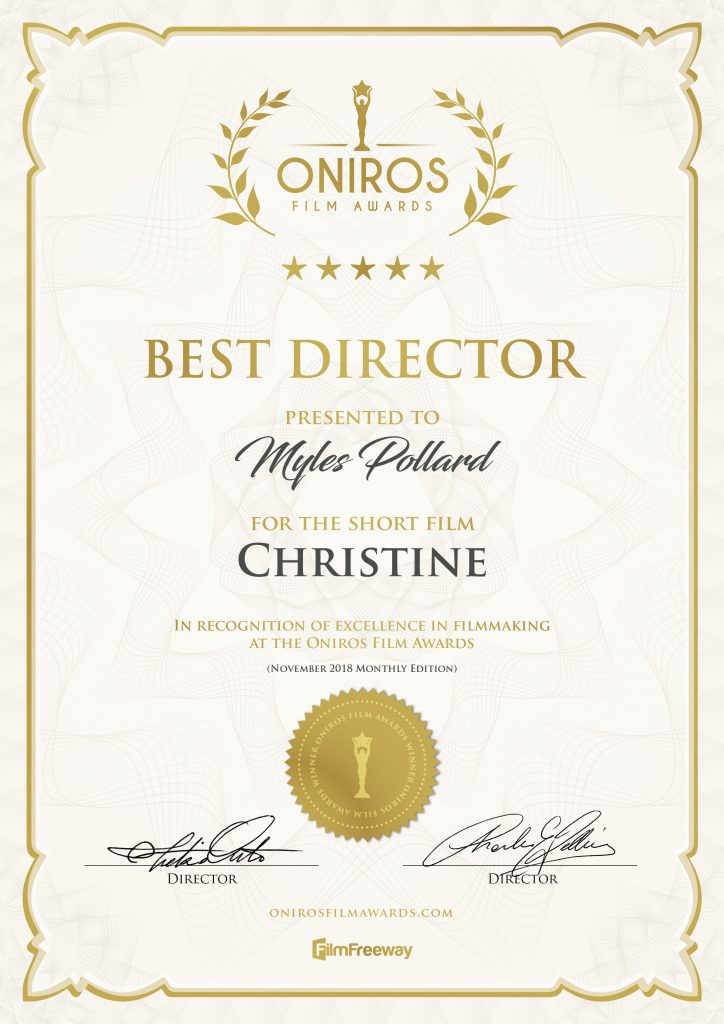 ONIROS
FILM AWARDS
BEST DIRECTOR
PRESENTED TO
Myles Pollard
FOR THE SHORT FILM
CHRISTINE
IN RECOGNITION OF EXCELLENCE IN FILMMAKING
AT THE ONIROS FILM AWARDS
(NOVEMBER 2018 MONTHLY EDITION)
WINNER ONIROS FILM AWARDS WINNER ONIROS FILM AWARDS
DIRECTOR
DIRECTOR
ONIROSFILMAWARDS.COM
FilmFreeway